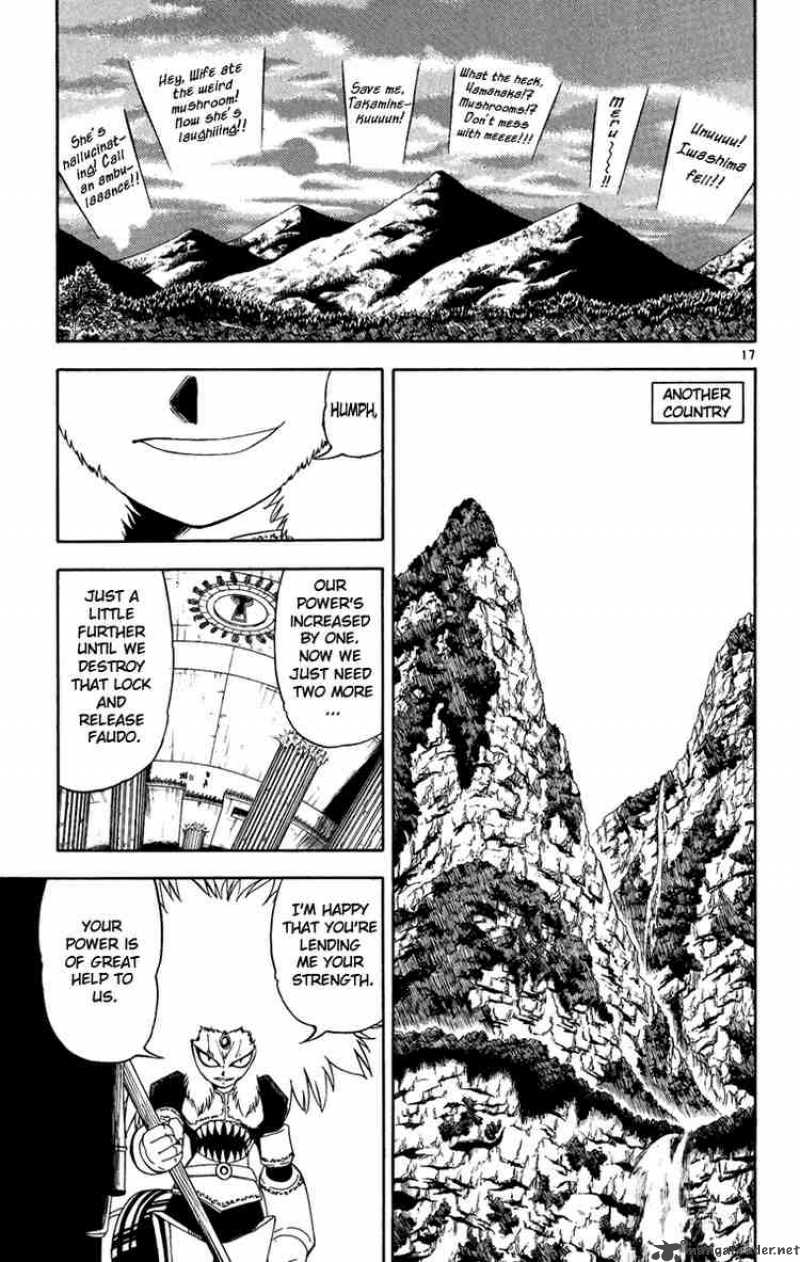 She's
hallucinat-
ing! Call
an ambu-
laaance!!
Hey, Wife ate
the weird
mushroom!
Now she's
laughiiing!!
Save me,
Takamine-
kuuuun!
What the heck,
Yamanaka!?
Mushrooms!?
Don't mess
with meeee!!!
MERU~~!!
Unuuuu!
Iwashima
fell!!
17
ANOTHER
COUNTRY
HUMPH,
OUR
POWER'S
INCREASED
BY ONE.
NOW WE
JUST NEED
TWO MORE
...
JUST A
LITTLE
FURTHER
UNTIL WE
DESTROY
THAT LOCK
AND
RELEASE
FAUDO.
I'M HAPPY
THAT YOU'RE
LENDING
ME YOUR
STRENGTH.
YOUR
POWER IS
OF GREAT
HELP TO
US.
mangareader.net